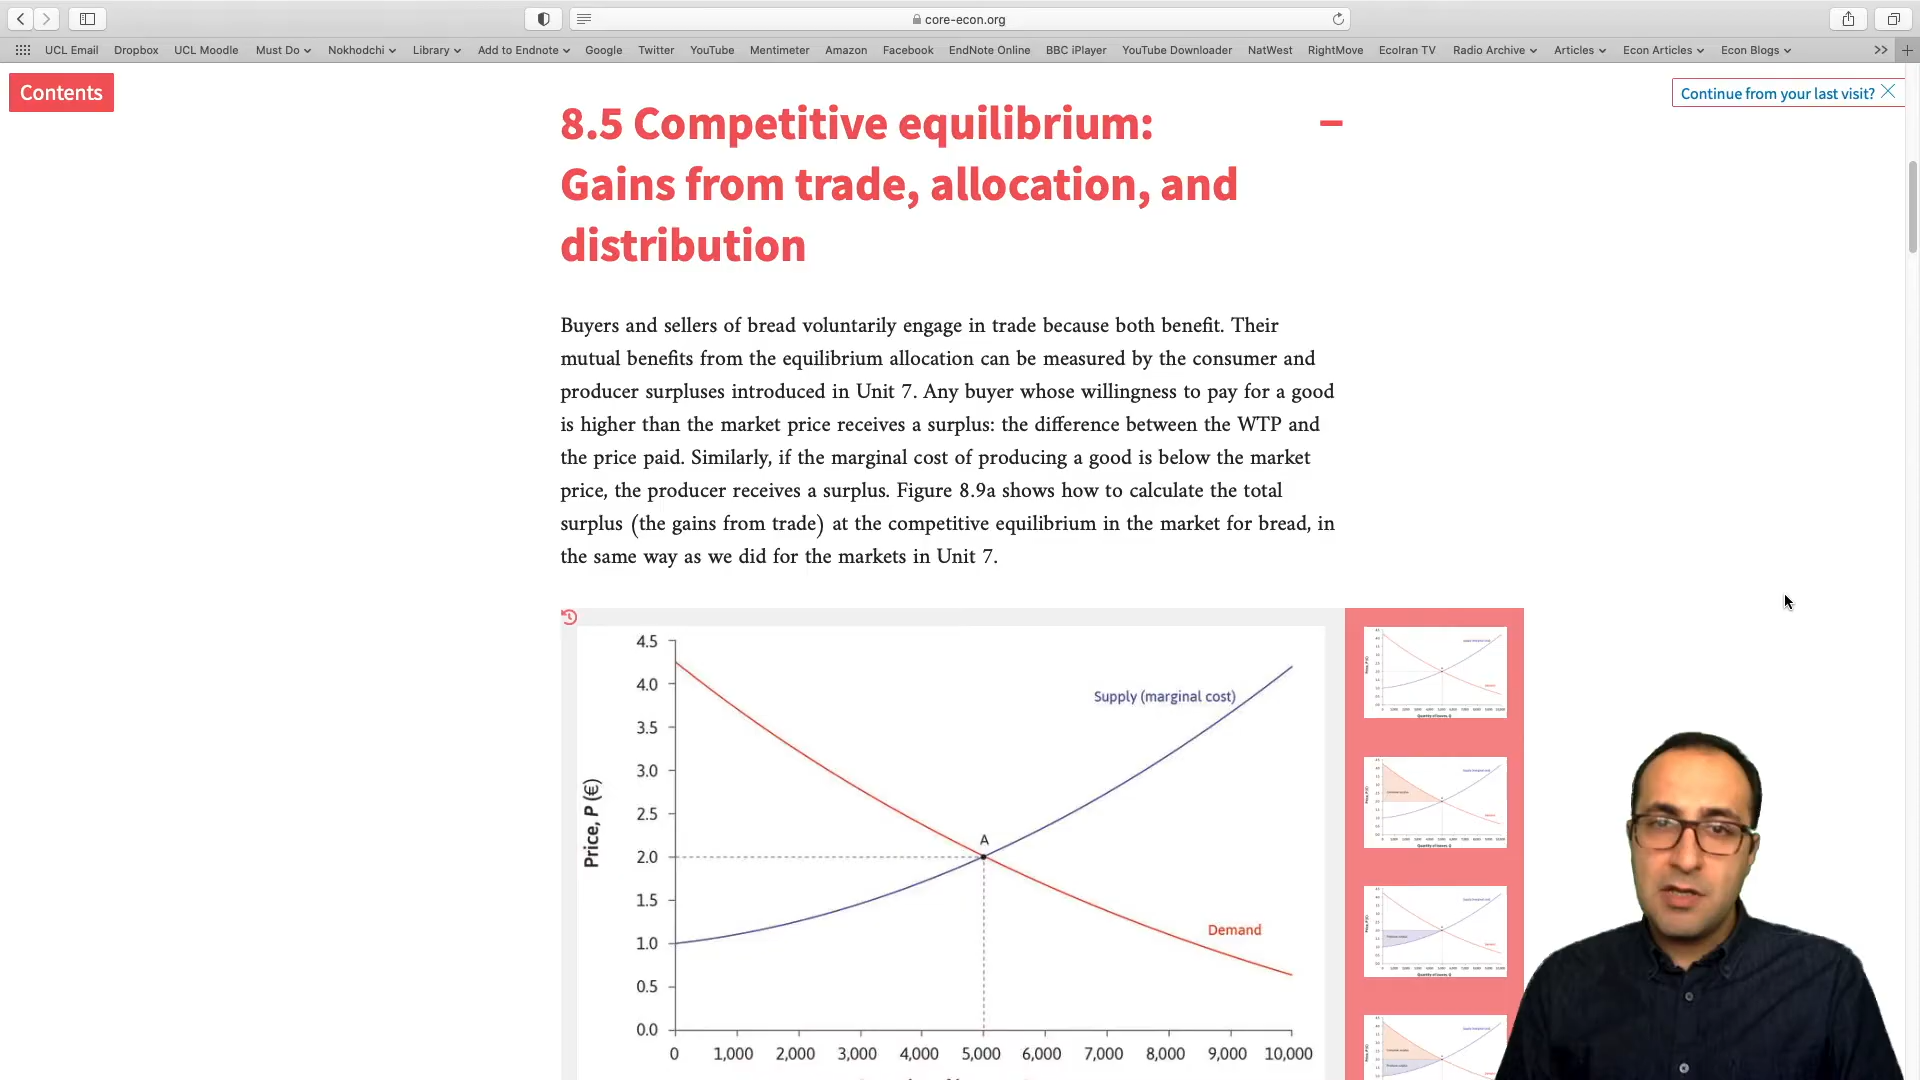 core-econ.org
UCL Email Dropbox UCL Moodle Must Do Nokhodchi Library Add to Endnote Google Twitter YouTube Mentimeter Amazon Facebook EndNote Online BBC iPlayer YouTube Downloader NatWest RightMove EcoIran TV Radio Archive Articles Econ Articles Econ Blogs
Contents
Continue from your last visit?
8.5 Competitive equilibrium:
Gains from trade, allocation, and
distribution
Buyers and sellers of bread voluntarily engage in trade because both benefit. Their
mutual benefits from the equilibrium allocation can be measured by the consumer and
producer surpluses introduced in Unit 7. Any buyer whose willingness to pay for a good
is higher than the market price receives a surplus: the difference between the WTP and
the price paid. Similarly, if the marginal cost of producing a good is below the market
price, the producer receives a surplus. Figure 8.9a shows how to calculate the total
surplus (the gains from trade) at the competitive equilibrium in the market for bread, in
the same way as we did for the markets in Unit 7.
4.5
4.0
Supply (marginal cost)
3.5
3.0
2.5
Price, P (€)
A
2.0
1.5
1.0
Demand
0.5
0.0
0 1,000 2,000 3,000 4,000 5,000 6,000 7,000 8,000 9,000 10,000